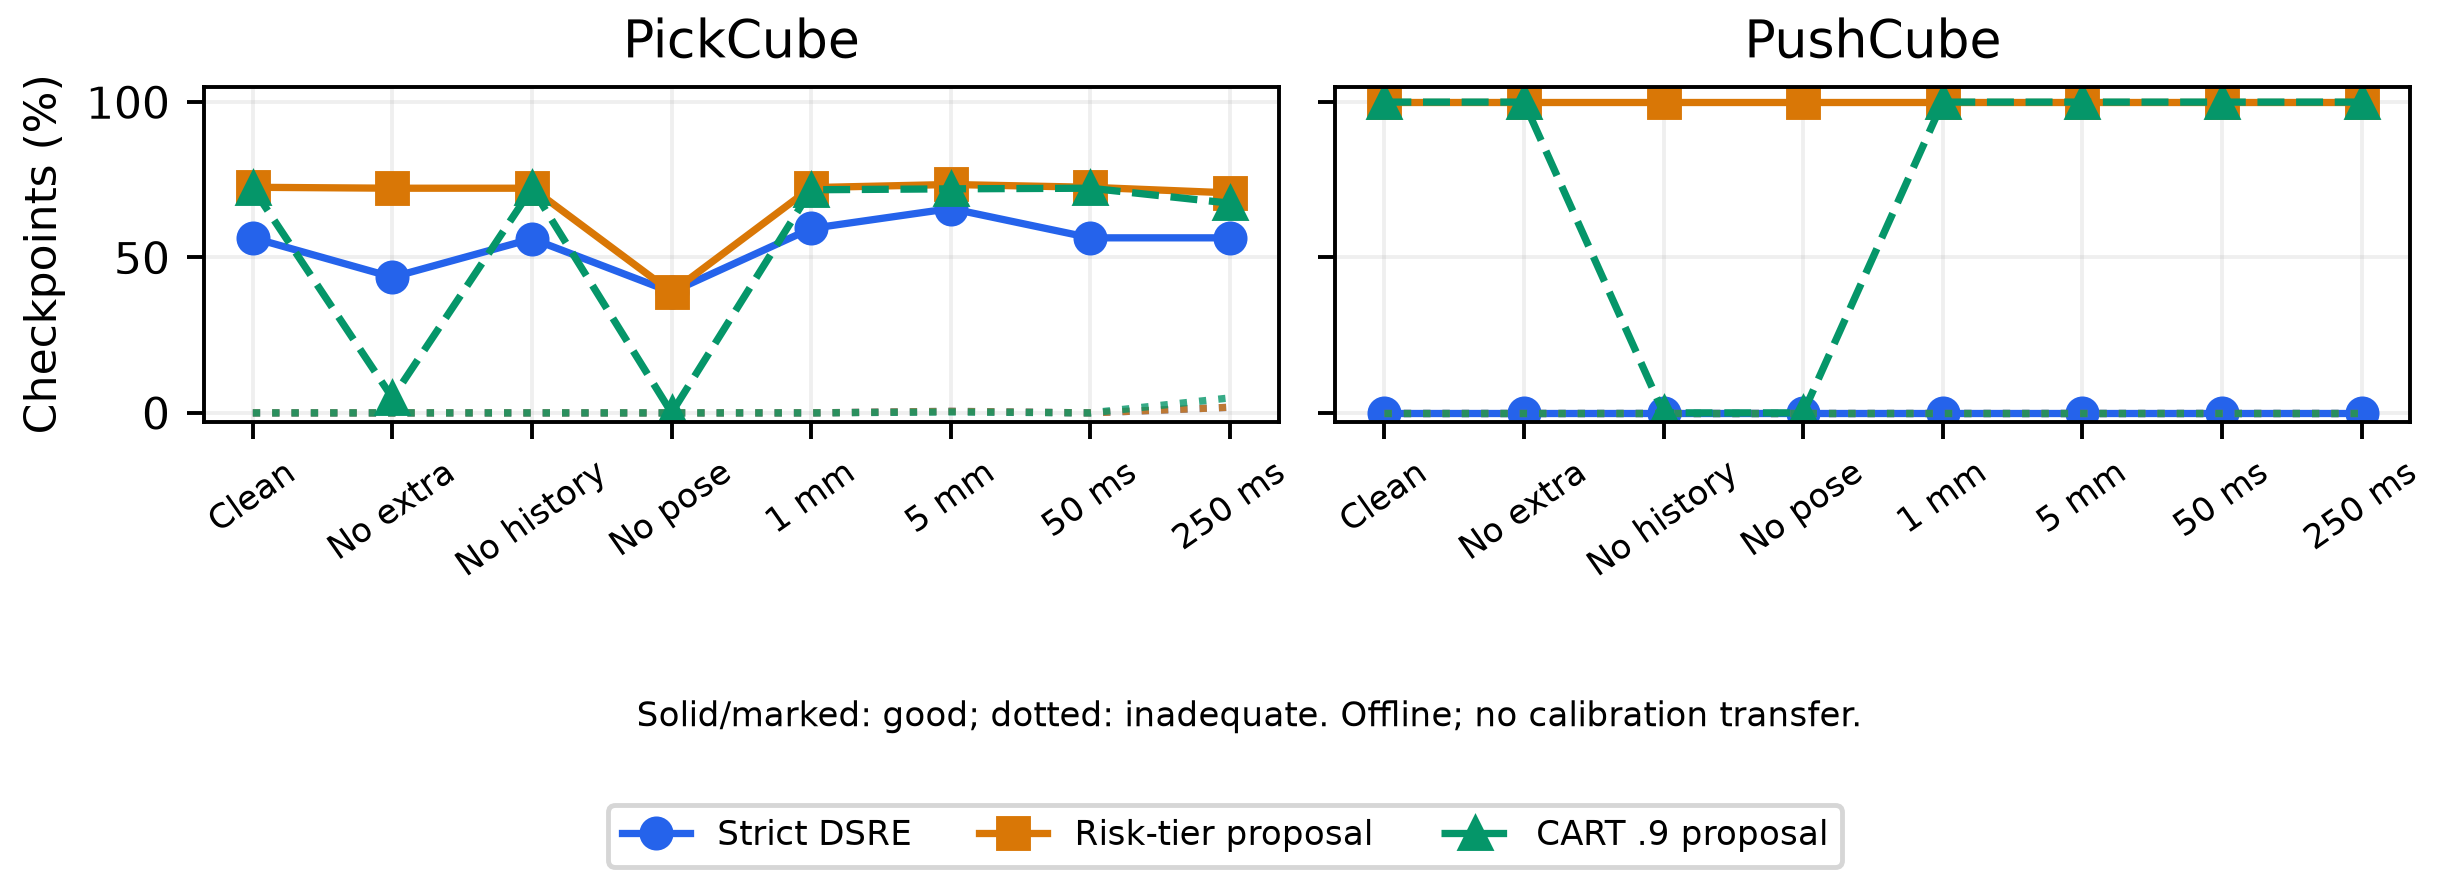 PickCube
PushCube
Checkpoints (%)
100
50
0
Clean
No extra
No history
No pose
1 mm
5 mm
50 ms
250 ms
Clean
No extra
No history
No pose
1 mm
5 mm
50 ms
250 ms
Solid/marked: good; dotted: inadequate. Offline; no calibration transfer.
Strict DSRE
Risk-tier proposal
CART .9 proposal